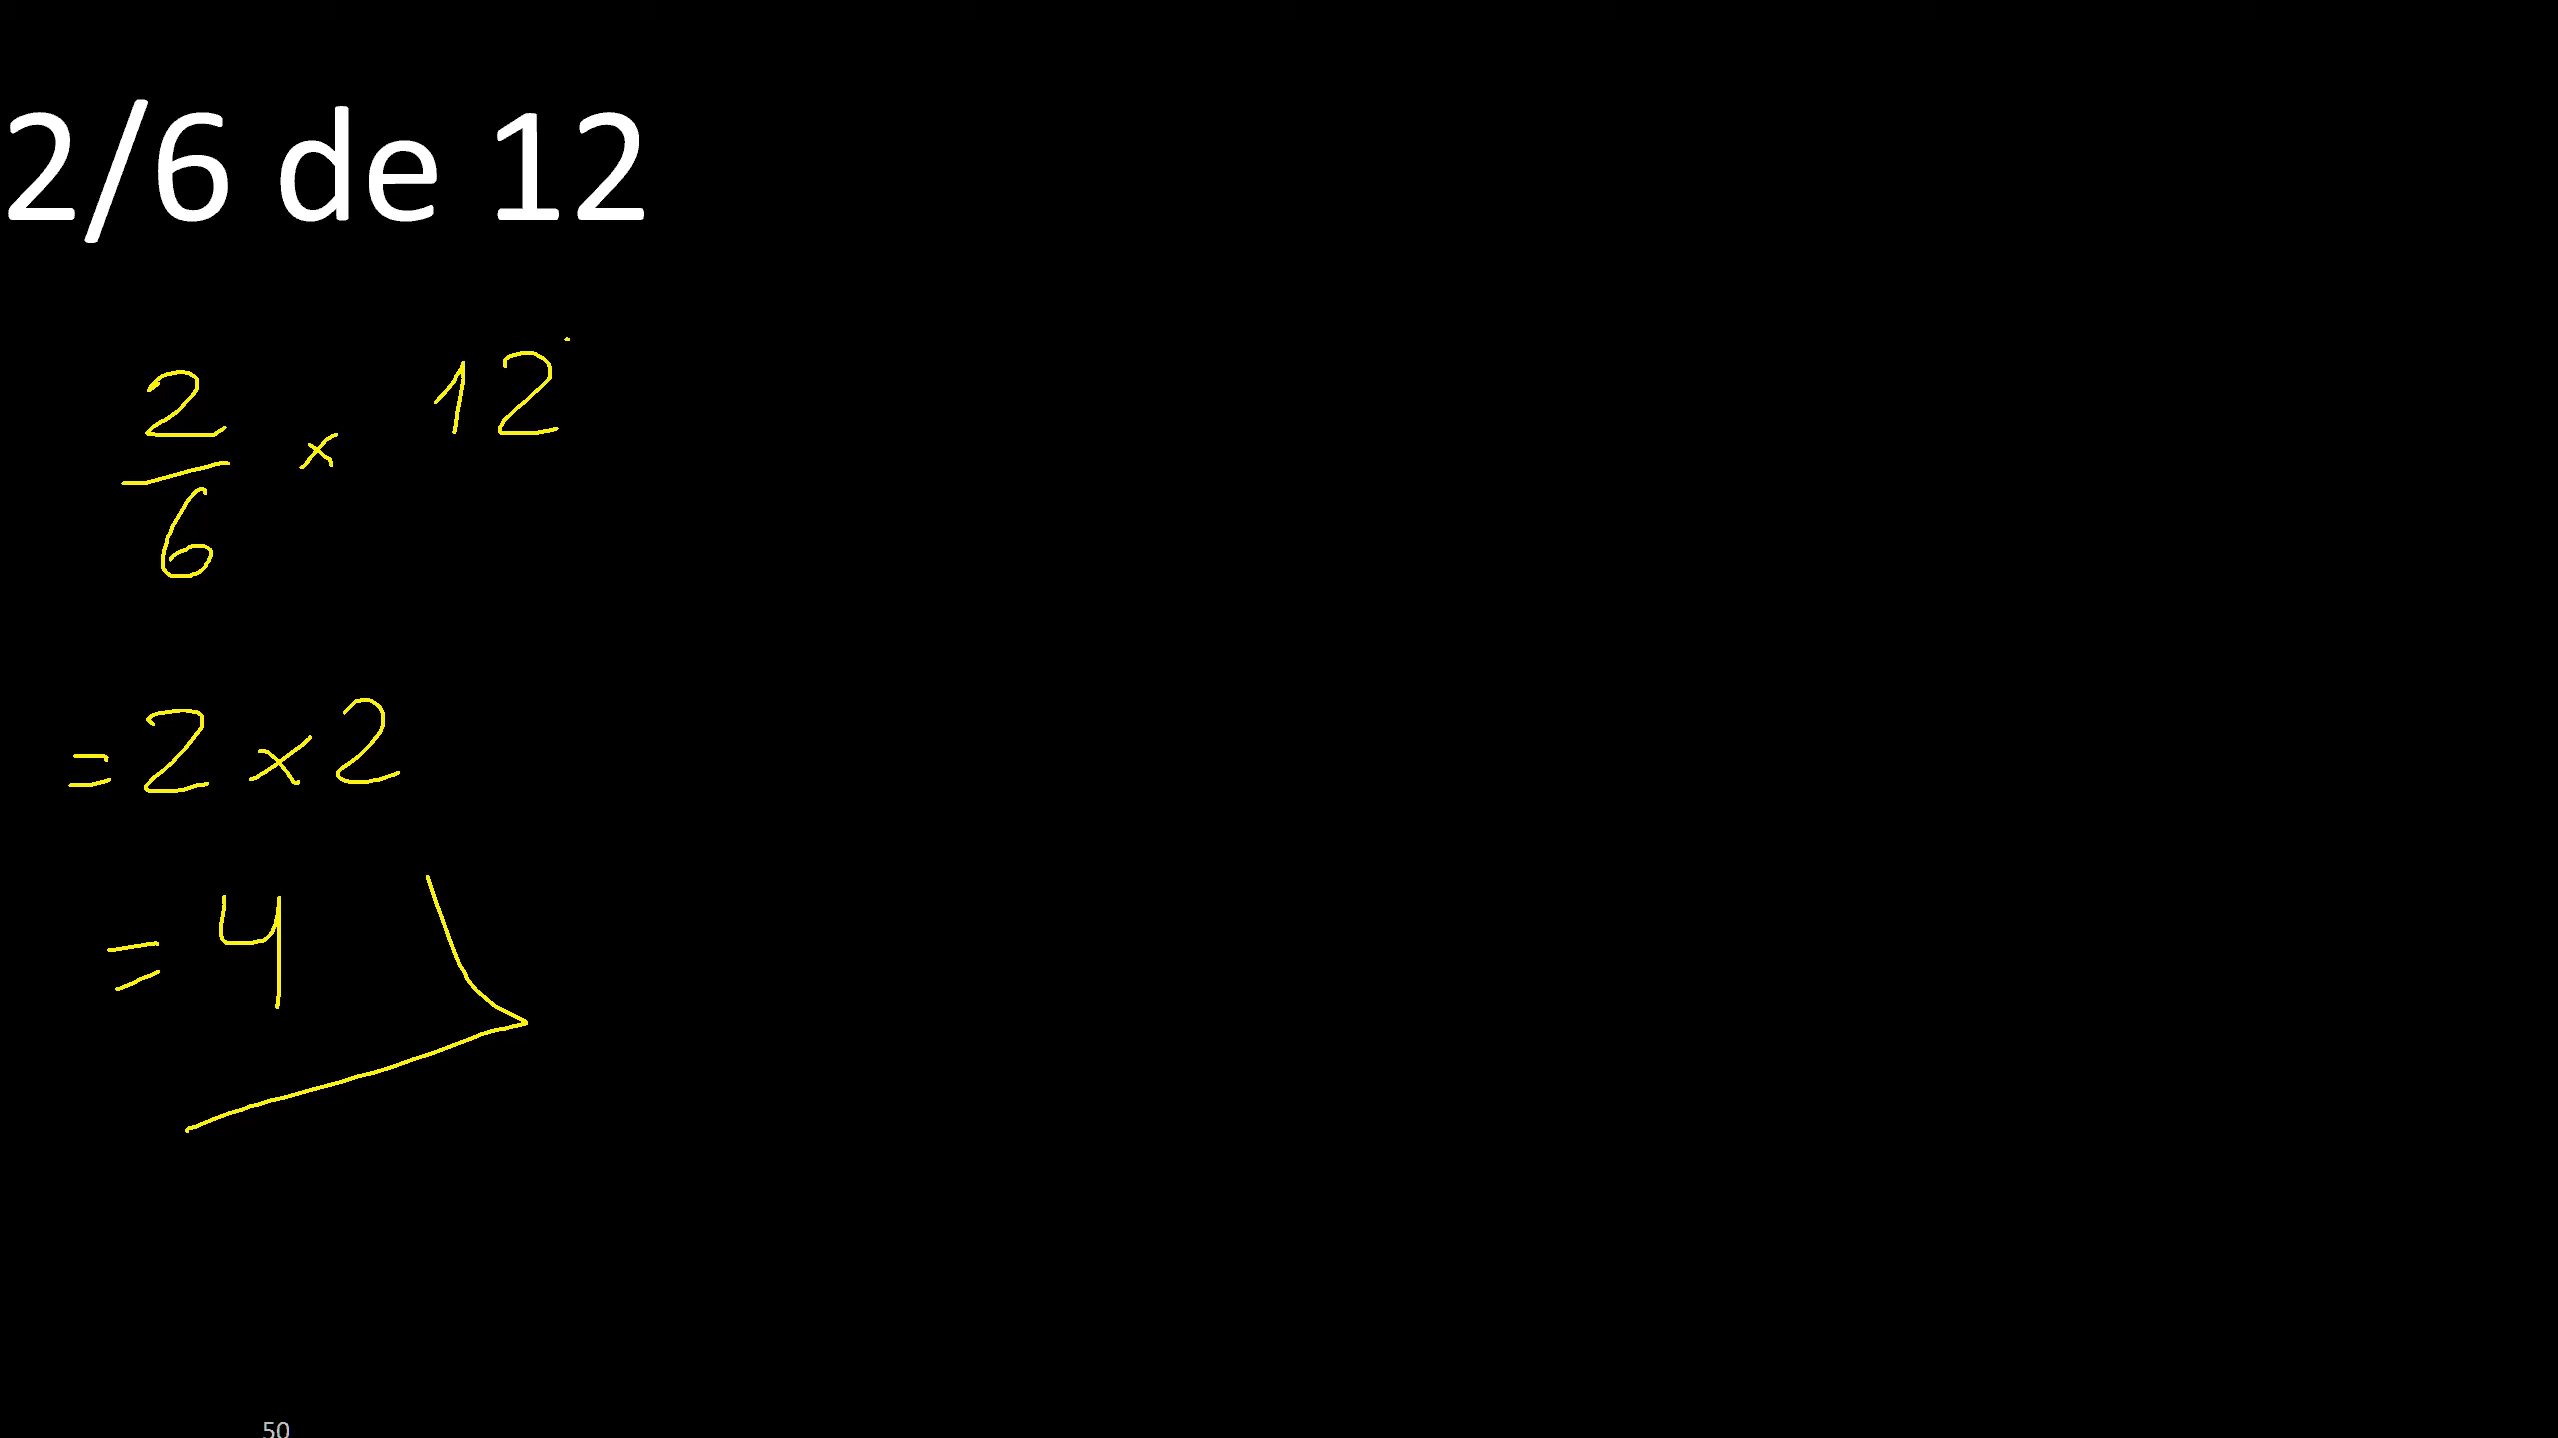 2/6 de 12
2/6 × 12
= 2 × 2
= 4
50